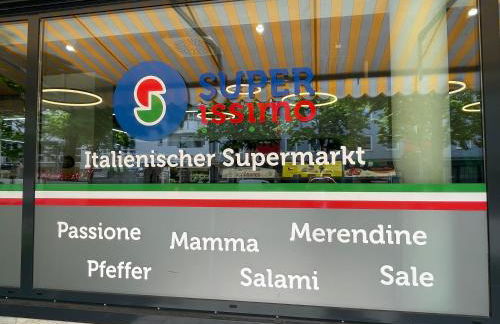 SUPER
issimo
Italienischer Supermarkt
Passione Mamma Merendine
Pfeffer Salami Sale